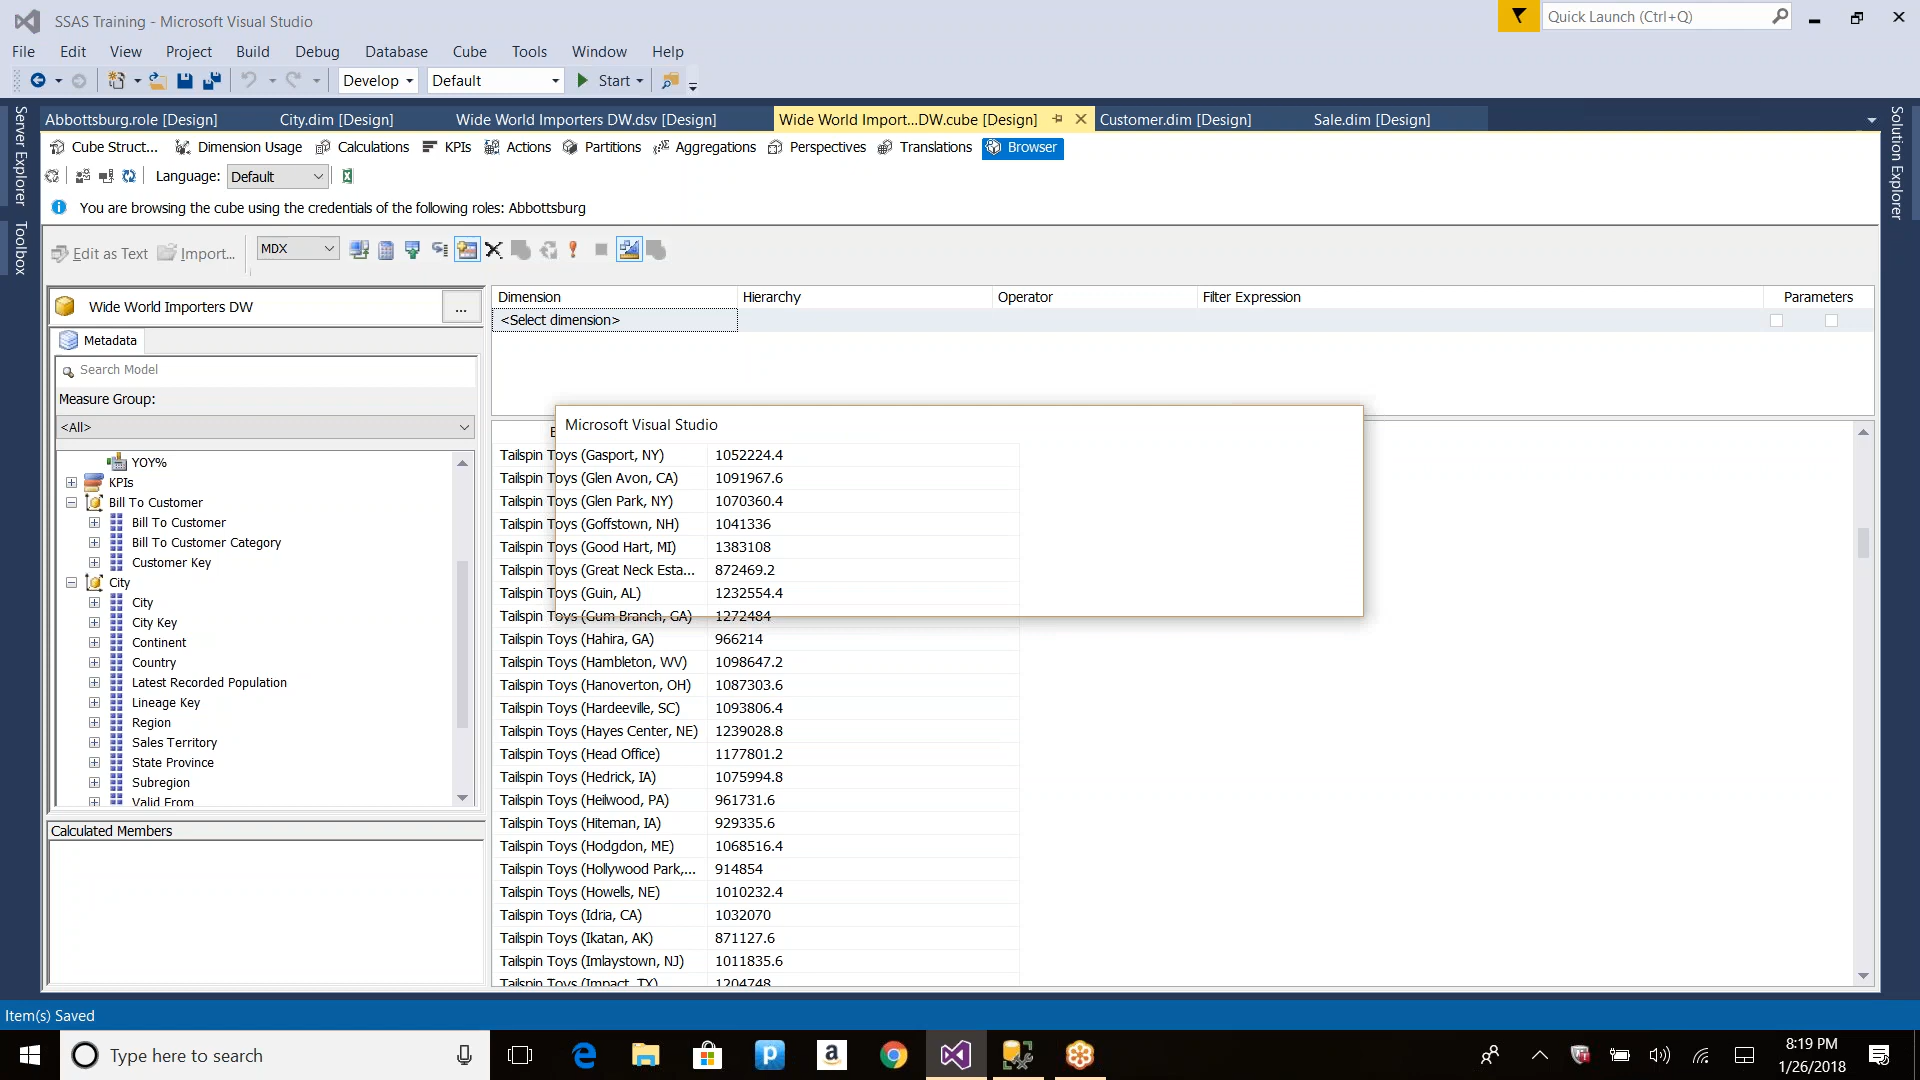 SSAS Training - Microsoft Visual Studio
Quick Launch (Ctrl+Q)
File Edit View Project Build Debug Database Cube Tools Window Help
Develop Default Start
Server Explorer
Toolbox
Solution Explorer
Abbottsburg.role [Design] City.dim [Design] Wide World Importers DW.dsv [Design] Wide World Import...DW.cube [Design] Customer.dim [Design] Sale.dim [Design]
Cube Struct... Dimension Usage Calculations KPIs Actions Partitions Aggregations Perspectives Translations Browser
Language: Default
You are browsing the cube using the credentials of the following roles: Abbottsburg
Edit as Text Import... MDX
Wide World Importers DW ...
Metadata
Search Model
Measure Group:
<All>
YOY%
KPIs
Bill To Customer
Bill To Customer
Bill To Customer Category
Customer Key
City
City
City Key
Continent
Country
Latest Recorded Population
Lineage Key
Region
Sales Territory
State Province
Subregion
Valid From
Calculated Members
Dimension Hierarchy Operator Filter Expression Parameters
<Select dimension>
Microsoft Visual Studio
Tailspin Toys (Gasport, NY) 1052224.4
Tailspin Toys (Glen Avon, CA) 1091967.6
Tailspin Toys (Glen Park, NY) 1070360.4
Tailspin Toys (Goffstown, NH) 1041336
Tailspin Toys (Good Hart, MI) 1383108
Tailspin Toys (Great Neck Esta... 872469.2
Tailspin Toys (Guin, AL) 1232554.4
Tailspin Toys (Gum Branch, GA) 1272484
Tailspin Toys (Hahira, GA) 966214
Tailspin Toys (Hambleton, WV) 1098647.2
Tailspin Toys (Hanoverton, OH) 1087303.6
Tailspin Toys (Hardeeville, SC) 1093806.4
Tailspin Toys (Hayes Center, NE) 1239028.8
Tailspin Toys (Head Office) 1177801.2
Tailspin Toys (Hedrick, IA) 1075994.8
Tailspin Toys (Heilwood, PA) 961731.6
Tailspin Toys (Hiteman, IA) 929335.6
Tailspin Toys (Hodgdon, ME) 1068516.4
Tailspin Toys (Hollywood Park,... 914854
Tailspin Toys (Howells, NE) 1010232.4
Tailspin Toys (Idria, CA) 1032070
Tailspin Toys (Ikatan, AK) 871127.6
Tailspin Toys (Imlaystown, NJ) 1011835.6
Tailspin Toys (Impact, TX) 1204748
Item(s) Saved
Type here to search
8:19 PM
1/26/2018